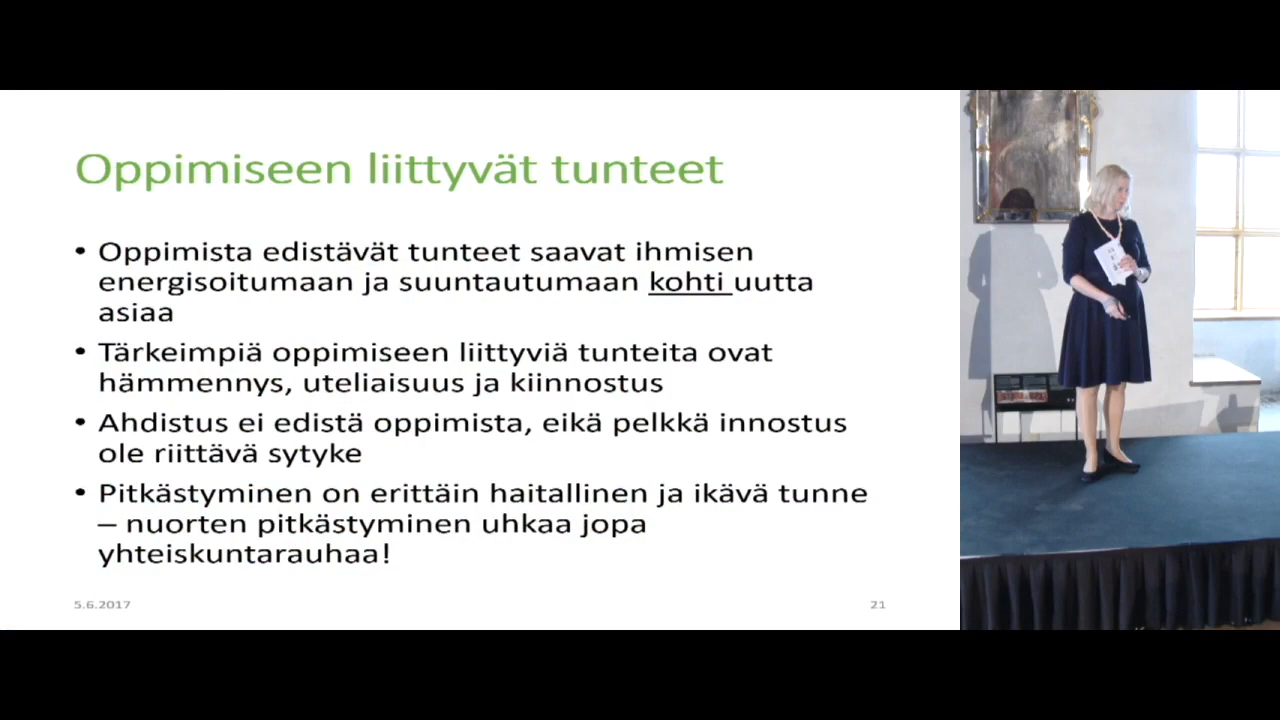 Oppimiseen liittyvät tunteet
• Oppimista edistävät tunteet saavat ihmisen
energisoitumaan ja suuntautumaan kohti uutta
asiaa
• Tärkeimpiä oppimiseen liittyviä tunteita ovat
hämmennys, uteliaisuus ja kiinnostus
• Ahdistus ei edistä oppimista, eikä pelkkä innostus
ole riittävä sytyke
• Pitkästyminen on erittäin haitallinen ja ikävä tunne
– nuorten pitkästyminen uhkaa jopa
yhteiskuntarauhaa!
5.6.2017
21